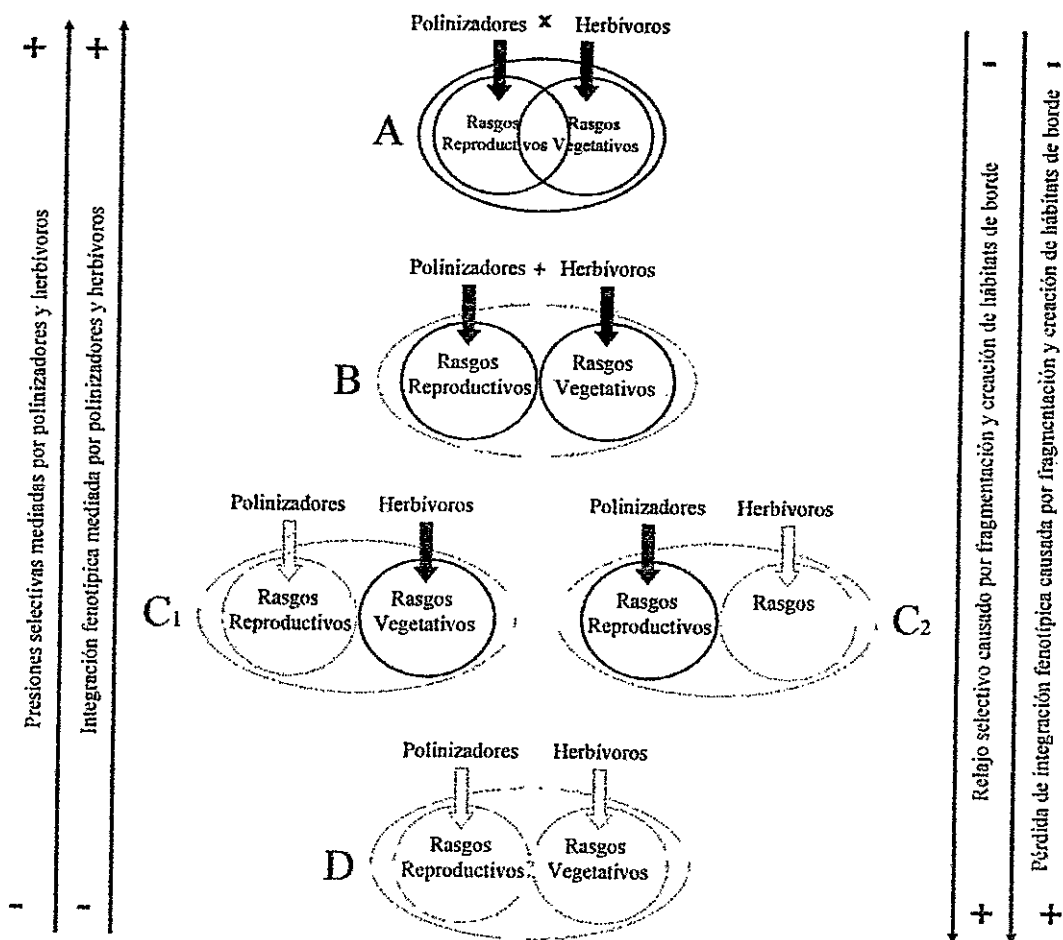 Polinizadores x Herbívoros
A
Rasgos Rasgos
Reproductivos Vegetativos
Polinizadores + Herbívoros
B
Rasgos Rasgos
Reproductivos Vegetativos
Polinizadores Herbívoros
C1
Rasgos Rasgos
Reproductivos Vegetativos
Polinizadores Herbívoros
Rasgos Rasgos
Reproductivos
C2
Polinizadores Herbívoros
D
Rasgos Rasgos
Reproductivos Vegetativos
+
Presiones selectivas mediadas por polinizadores y herbívoros
-
+
Integración fenotípica mediada por polinizadores y herbívoros
-
-
Relajo selectivo causado por fragmentación y creación de hábitats de borde
+
-
Pérdida de integración fenotípica causada por fragmentación y creación de hábitats de borde
+